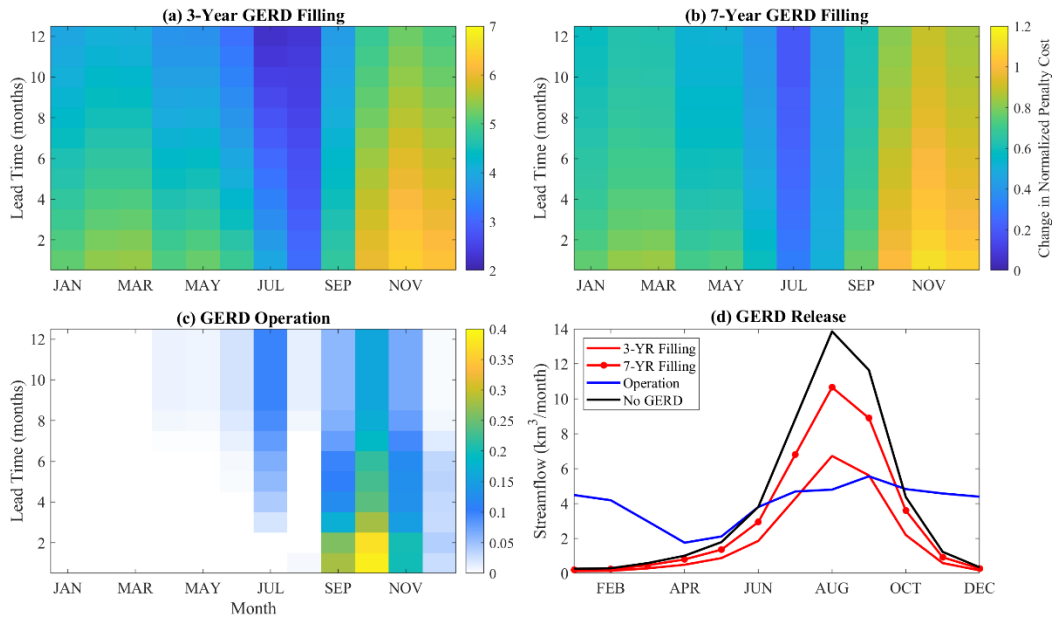 (a) 3-Year GERD Filling
12
10
8
6
4
2
Lead Time (months)
JAN MAR MAY JUL SEP NOV
7
6
5
4
3
2
(b) 7-Year GERD Filling
12
10
8
6
4
2
Lead Time (months)
JAN MAR MAY JUL SEP NOV
1.2
1
0.8
0.6
0.4
0.2
0
Change in Normalized Penalty Cost
(c) GERD Operation
12
10
8
6
4
2
Lead Time (months)
JAN MAR MAY JUL SEP NOV
Month
0.4
0.35
0.3
0.25
0.2
0.15
0.1
0.05
0
(d) GERD Release
14
12
10
8
6
4
2
0
Streamflow (km³/month)
3-YR Filling
7-YR Filling
Operation
No GERD
FEB APR JUN AUG OCT DEC